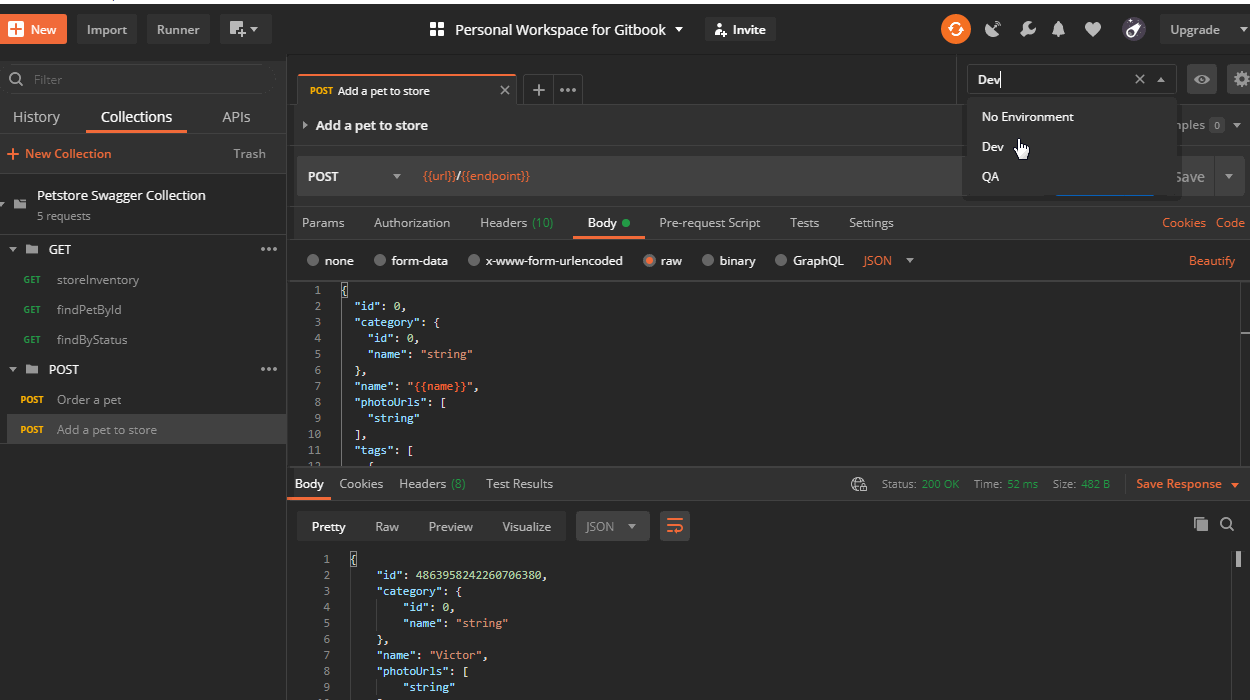 New
Import
Runner
Personal Workspace for Gitbook
Invite
Upgrade
Filter
History
Collections
APIs
New Collection
Trash
Petstore Swagger Collection
5 requests
GET
GET storeInventory
GET findPetById
GET findByStatus
POST
POST Order a pet
POST Add a pet to store
POST Add a pet to store
Dev
No Environment
Dev
QA
Add a pet to store
0
POST
{{url}}/{{endpoint}}
Save
Params
Authorization
Headers (10)
Body
Pre-request Script
Tests
Settings
Cookies
Code
none
form-data
x-www-form-urlencoded
raw
binary
GraphQL
JSON
Beautify
1 {
2 "id": 0,
3 "category": {
4 "id": 0,
5 "name": "string"
6 },
7 "name": "{{name}}",
8 "photoUrls": [
9 "string"
10 ],
11 "tags": [
12 {
Body
Cookies
Headers (8)
Test Results
Status: 200 OK
Time: 52 ms
Size: 482 B
Save Response
Pretty
Raw
Preview
Visualize
JSON
1 {
2 "id": 4863958242260706380,
3 "category": {
4 "id": 0,
5 "name": "string"
6 },
7 "name": "Victor",
8 "photoUrls": [
9 "string"